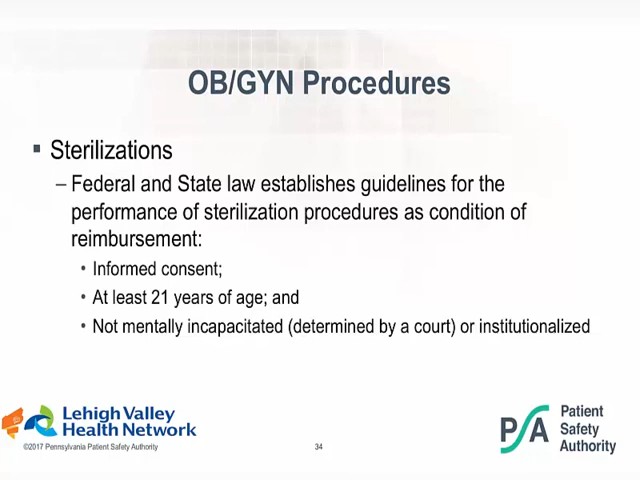 OB/GYN Procedures
▪ Sterilizations
– Federal and State law establishes guidelines for the
performance of sterilization procedures as condition of
reimbursement:
• Informed consent;
• At least 21 years of age; and
• Not mentally incapacitated (determined by a court) or institutionalized
Lehigh Valley
Health Network
©2017 Pennsylvania Patient Safety Authority
34
PSA
Patient
Safety
Authority